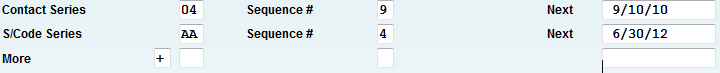 Contact Series 04 Sequence # 9 Next 9/10/10
S/Code Series AA Sequence # 4 Next 6/30/12
More +